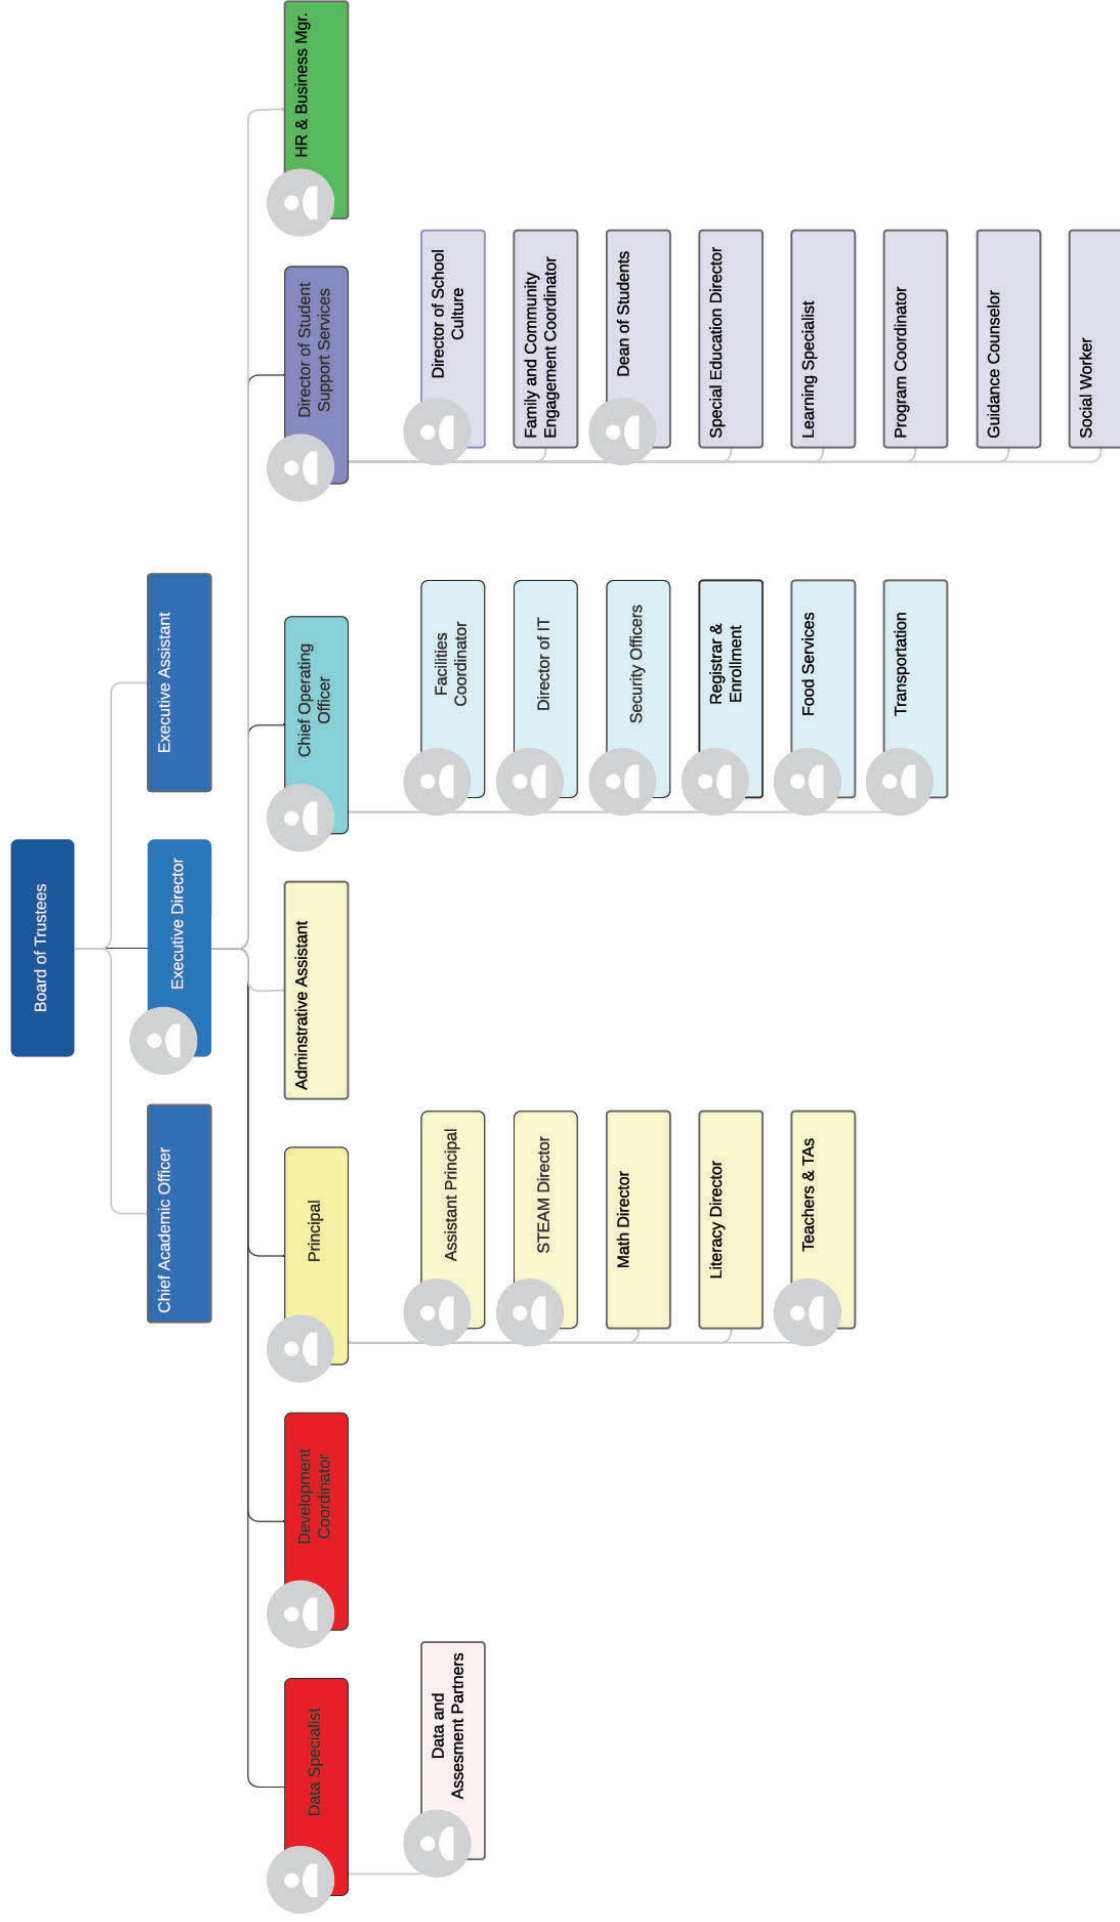 Board of Trustees
Chief Academic Officer
Executive Director
Executive Assistant
Data Specialist
Development
Coordinator
Principal
Adminstrative Assistant
Chief Operating
Officer
Director of Student
Support Services
HR & Business Mgr.
Data and
Assesment Partners
Assistant Principal
STEAM Director
Math Director
Literacy Director
Teachers & TAs
Facilities
Coordinator
Director of IT
Security Officers
Registrar &
Enrollment
Food Services
Transportation
Director of School
Culture
Family and Community
Engagement Coordinator
Dean of Students
Special Education Director
Learning Specialist
Program Coordinator
Guidance Counselor
Social Worker